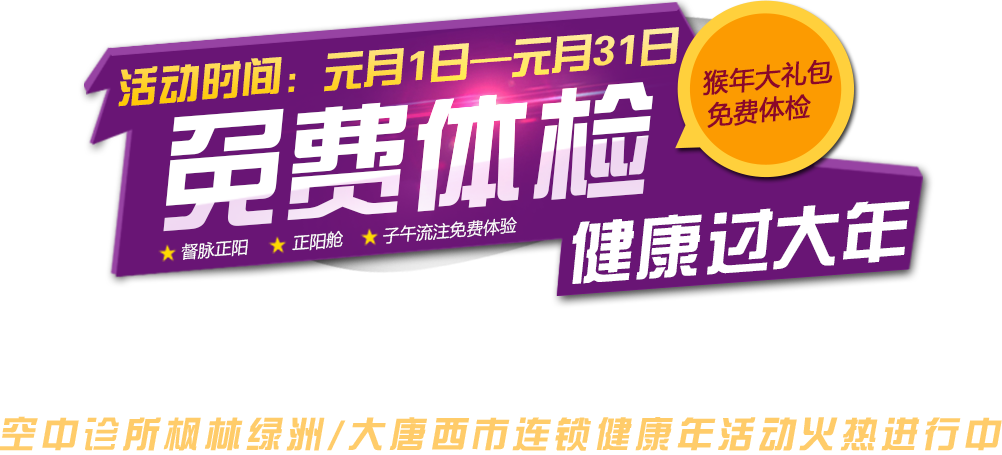 活动时间：元月1日—元月31日
猴年大礼包
免费体检
免费体检
★ 督脉正阳 ★ 正阳舱 ★ 子午流注免费体验
健康过大年
空中诊所枫林绿洲/大唐西市连锁健康年活动火热进行中